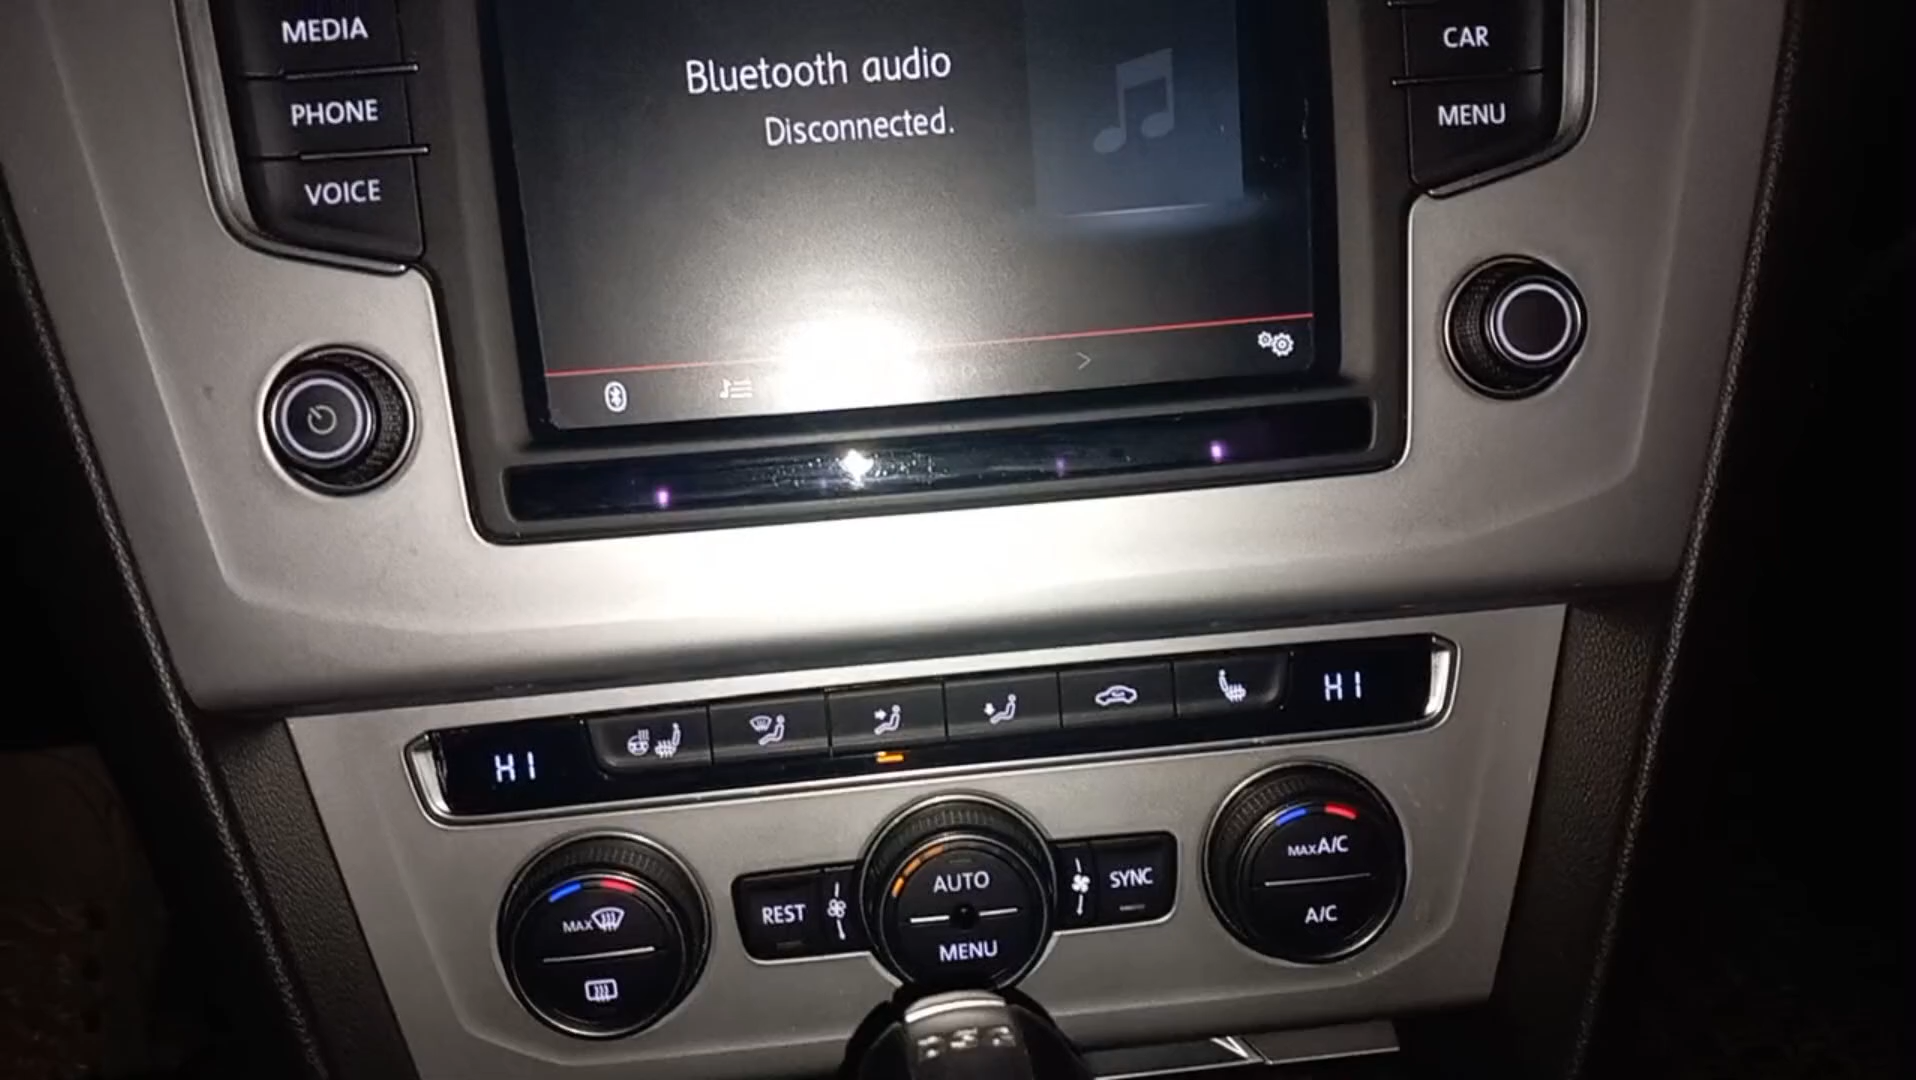 MEDIA
PHONE
VOICE
Bluetooth audio
Disconnected.
CAR
MENU
HI
HI
MAX
REST
AUTO
MENU
SYNC
MAX A/C
A/C